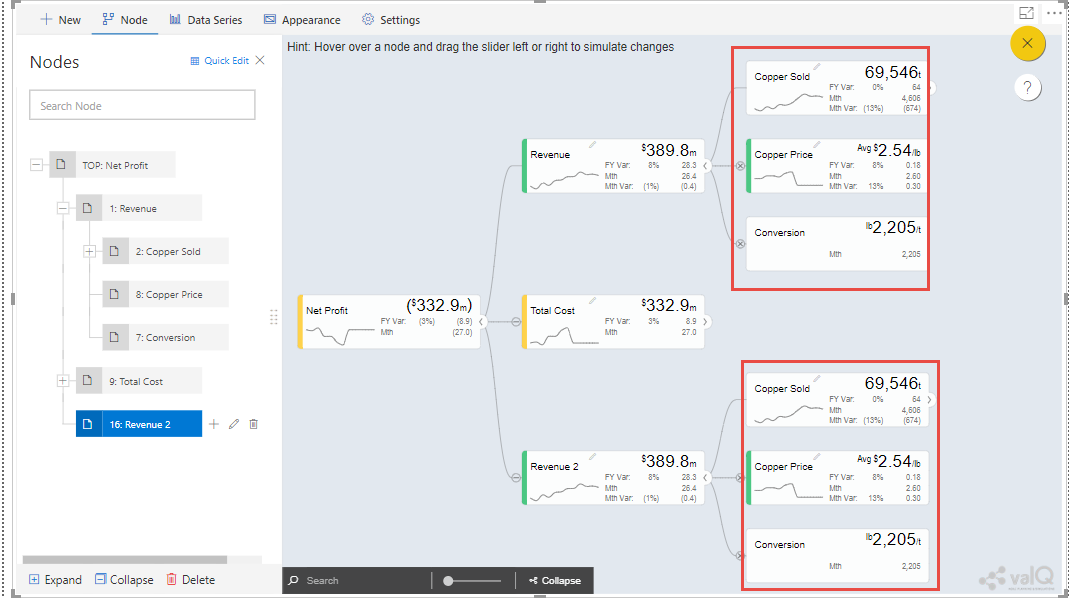 New Node Data Series Appearance Settings
Nodes
Quick Edit
Search Node
TOP: Net Profit
1: Revenue
2: Copper Sold
8: Copper Price
7: Conversion
9: Total Cost
16: Revenue 2
Expand Collapse Delete
Hint: Hover over a node and drag the slider left or right to simulate changes
?
Net Profit ($332.9m)
FY Var: (3%) (8.9)
Mth (27.0)
Revenue $389.8m
FY Var: 8% 28.3
Mth 26.4
Mth Var: (1%) (0.4)
Total Cost $332.9m
FY Var: 3% 8.9
Mth 27.0
Revenue 2 $389.8m
FY Var: 8% 28.3
Mth 26.4
Mth Var: (1%) (0.4)
Copper Sold 69,546t
FY Var: 0% 64
Mth 4,606
Mth Var: (13%) (674)
Copper Price Avg $2.54/lb
FY Var: 8% 0.18
Mth 2.60
Mth Var: 13% 0.30
Conversion lb2,205/t
Mth 2,205
Copper Sold 69,546t
FY Var: 0% 64
Mth 4,606
Mth Var: (13%) (674)
Copper Price Avg $2.54/lb
FY Var: 8% 0.18
Mth 2.60
Mth Var: 13% 0.30
Conversion lb2,205/t
Mth 2,205
Search Collapse
valQ